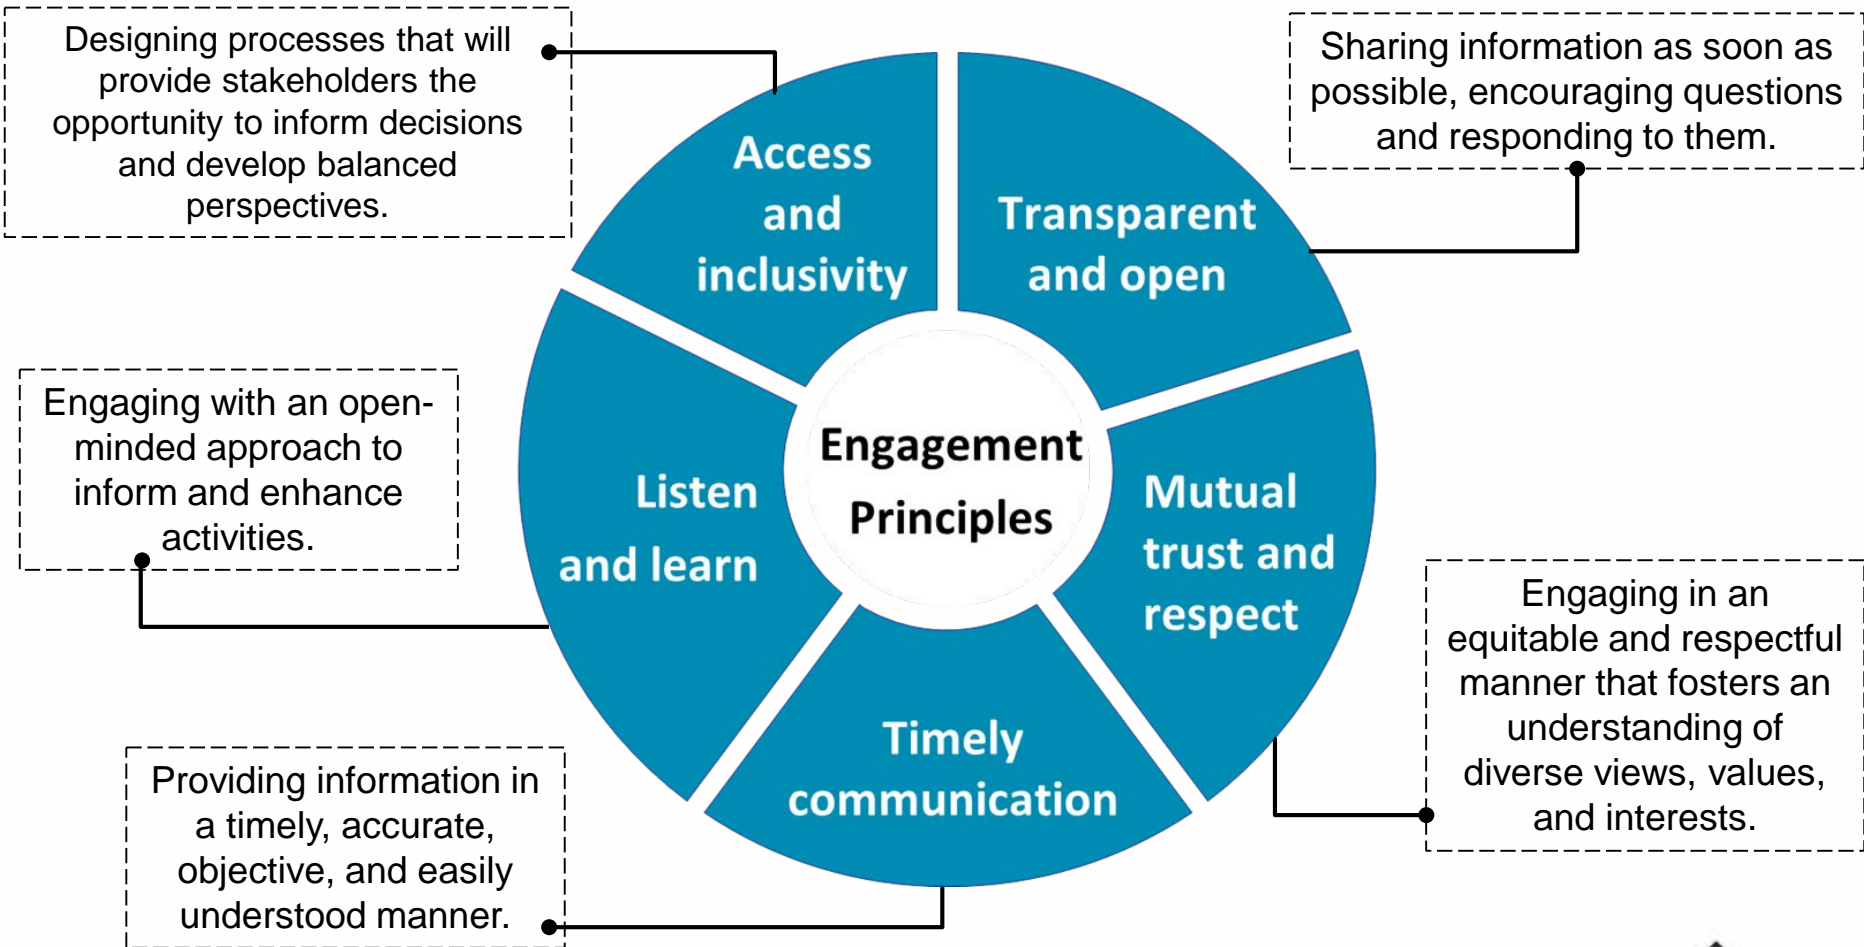 Designing processes that will
provide stakeholders the
opportunity to inform decisions
and develop balanced
perspectives.
Sharing information as soon as
possible, encouraging questions
and responding to them.
Access
and
inclusivity
Transparent
and open
Engaging with an open-
minded approach to
inform and enhance
activities.
Listen
and learn
Engagement
Principles
Mutual
trust and
respect
Engaging in an
equitable and respectful
manner that fosters an
understanding of
diverse views, values,
and interests.
Timely
communication
Providing information in
a timely, accurate,
objective, and easily
understood manner.